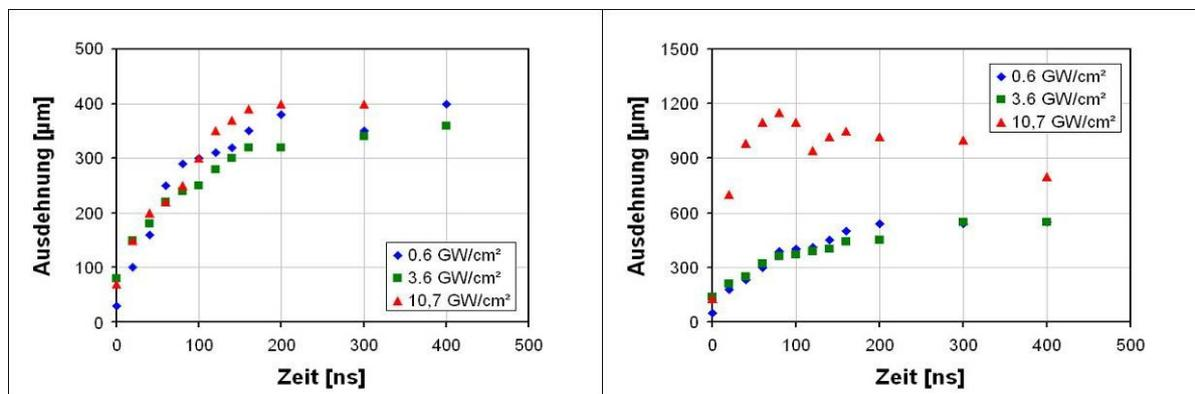 500
400
300
200
100
0
Ausdehnung [µm]
0 100 200 300 400 500
Zeit [ns]
0.6 GW/cm²
3.6 GW/cm²
10,7 GW/cm²
1500
1200
900
600
300
0
Ausdehnung [µm]
0 100 200 300 400 500
Zeit [ns]
0.6 GW/cm²
3.6 GW/cm²
10,7 GW/cm²